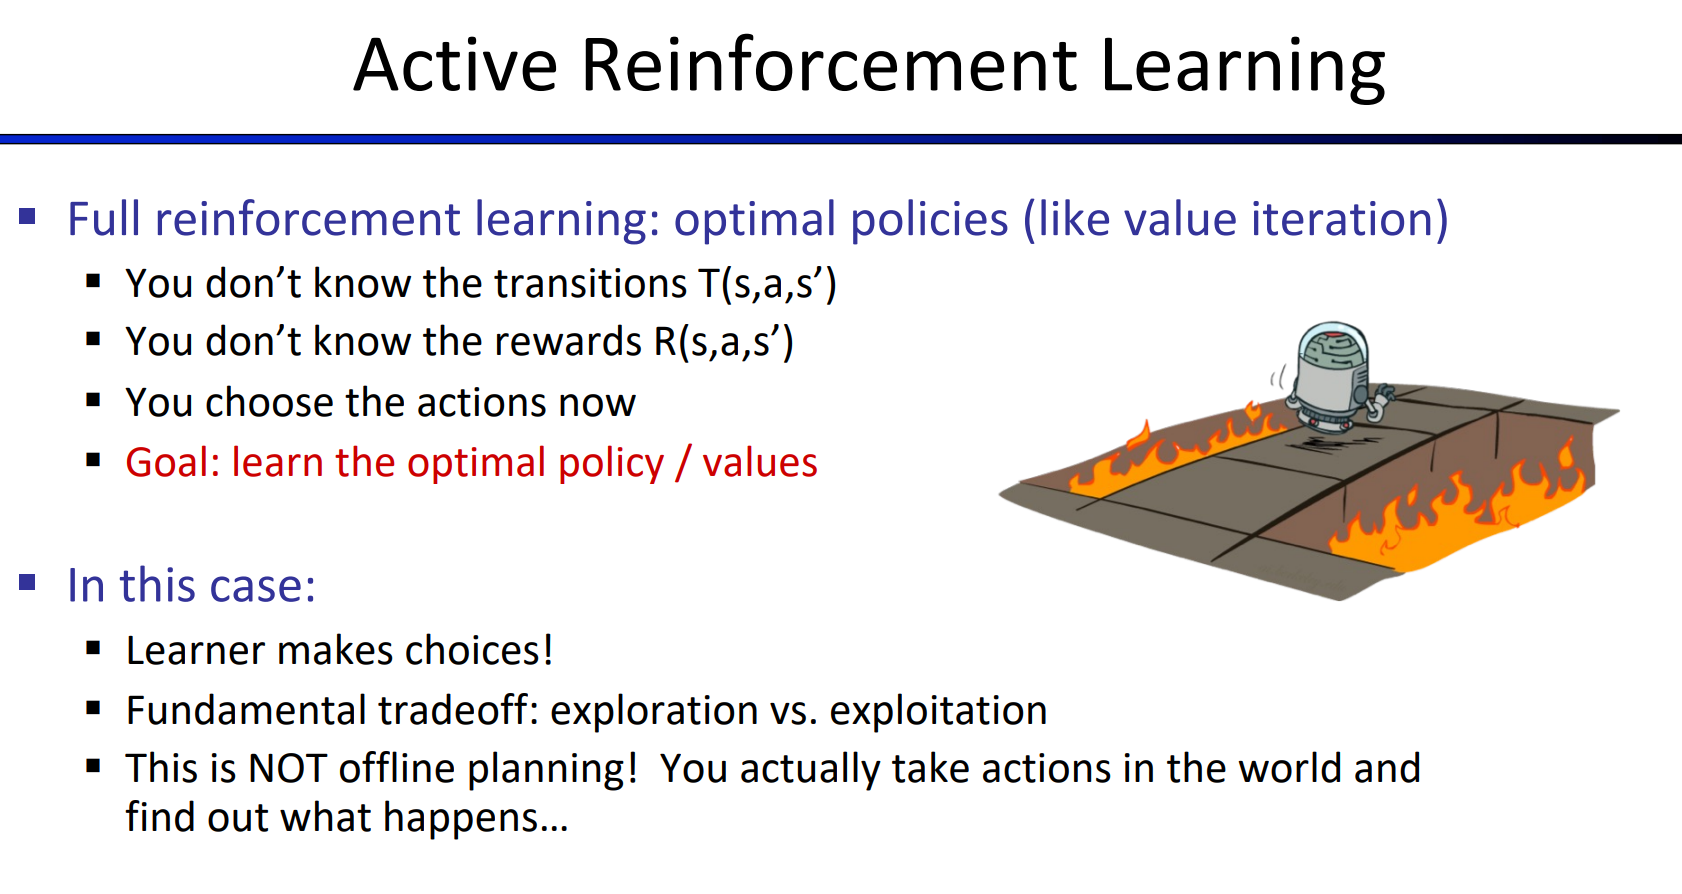 Active Reinforcement Learning
▪ Full reinforcement learning: optimal policies (like value iteration)
▪ You don’t know the transitions T(s,a,s’)
▪ You don’t know the rewards R(s,a,s’)
▪ You choose the actions now
▪ Goal: learn the optimal policy / values
▪ In this case:
▪ Learner makes choices!
▪ Fundamental tradeoff: exploration vs. exploitation
▪ This is NOT offline planning!  You actually take actions in the world and
find out what happens…